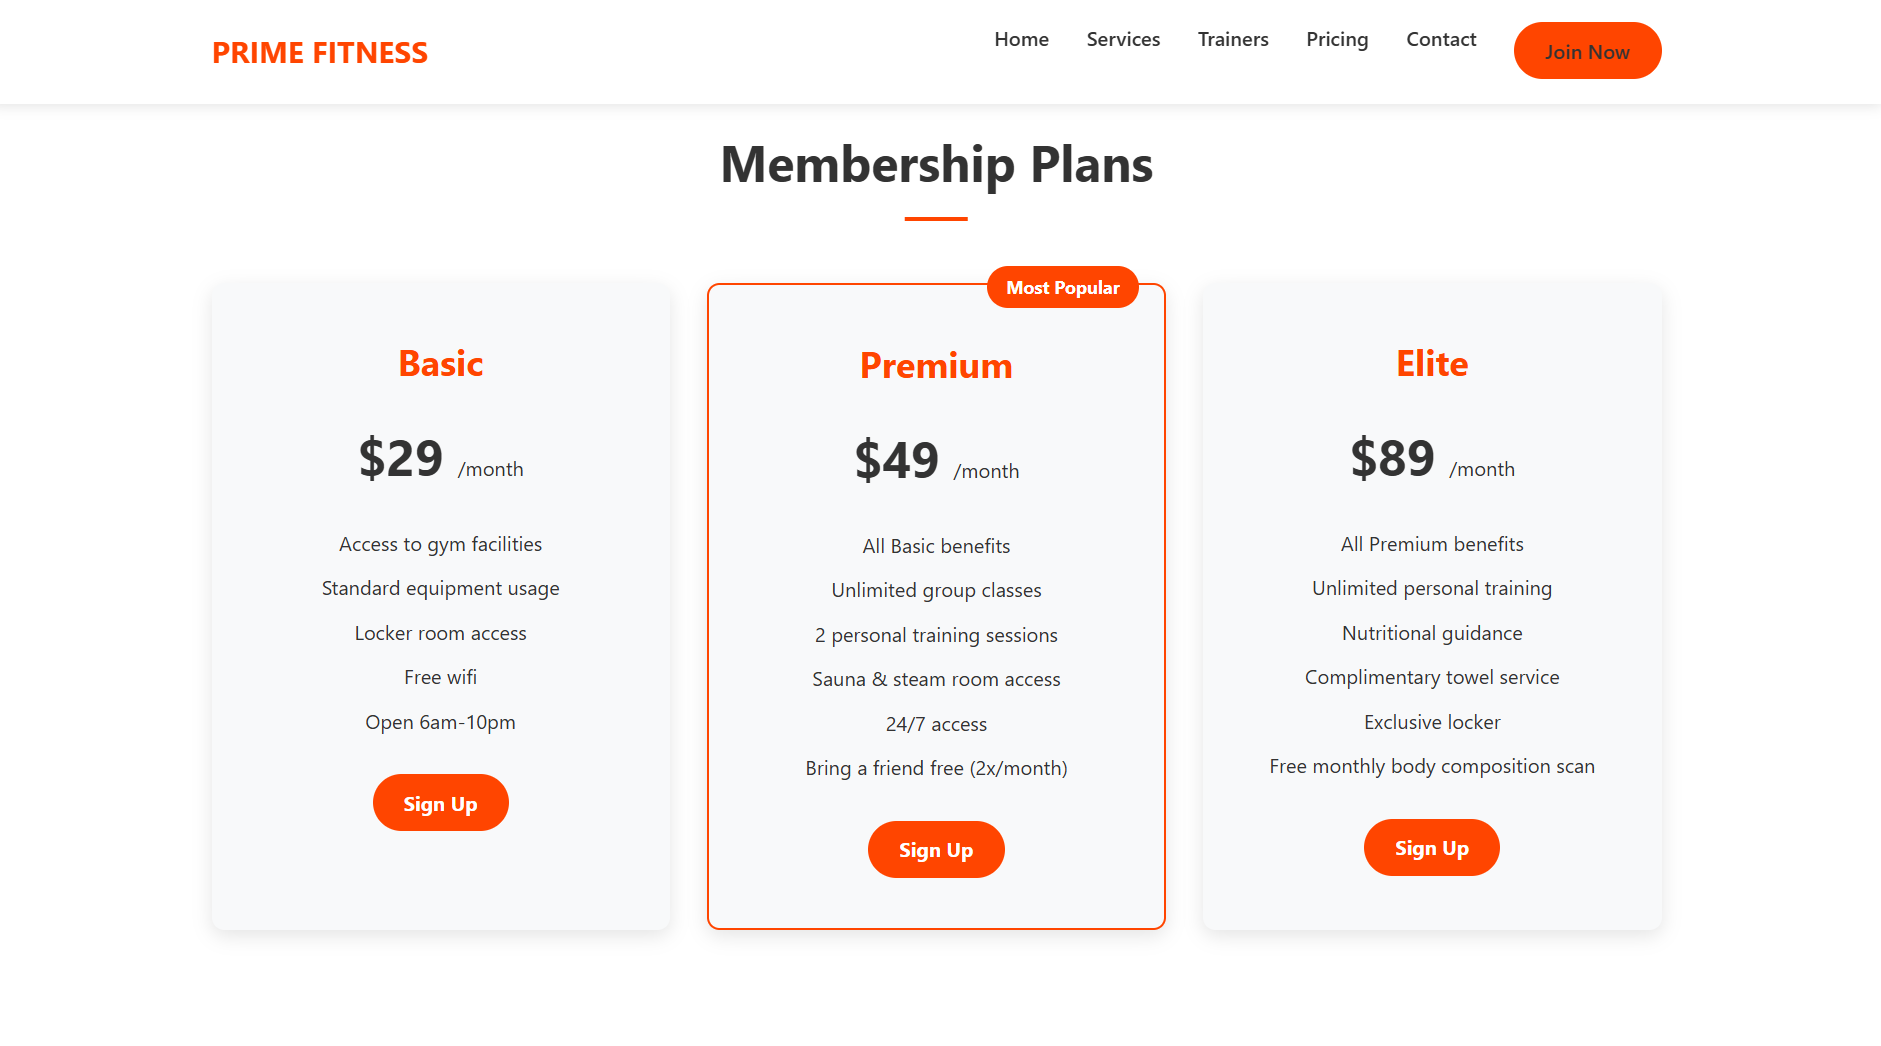 PRIME FITNESS
Home Services Trainers Pricing Contact Join Now
Membership Plans
Basic
$29 /month
Access to gym facilities
Standard equipment usage
Locker room access
Free wifi
Open 6am-10pm
Sign Up
Most Popular
Premium
$49 /month
All Basic benefits
Unlimited group classes
2 personal training sessions
Sauna & steam room access
24/7 access
Bring a friend free (2x/month)
Sign Up
Elite
$89 /month
All Premium benefits
Unlimited personal training
Nutritional guidance
Complimentary towel service
Exclusive locker
Free monthly body composition scan
Sign Up